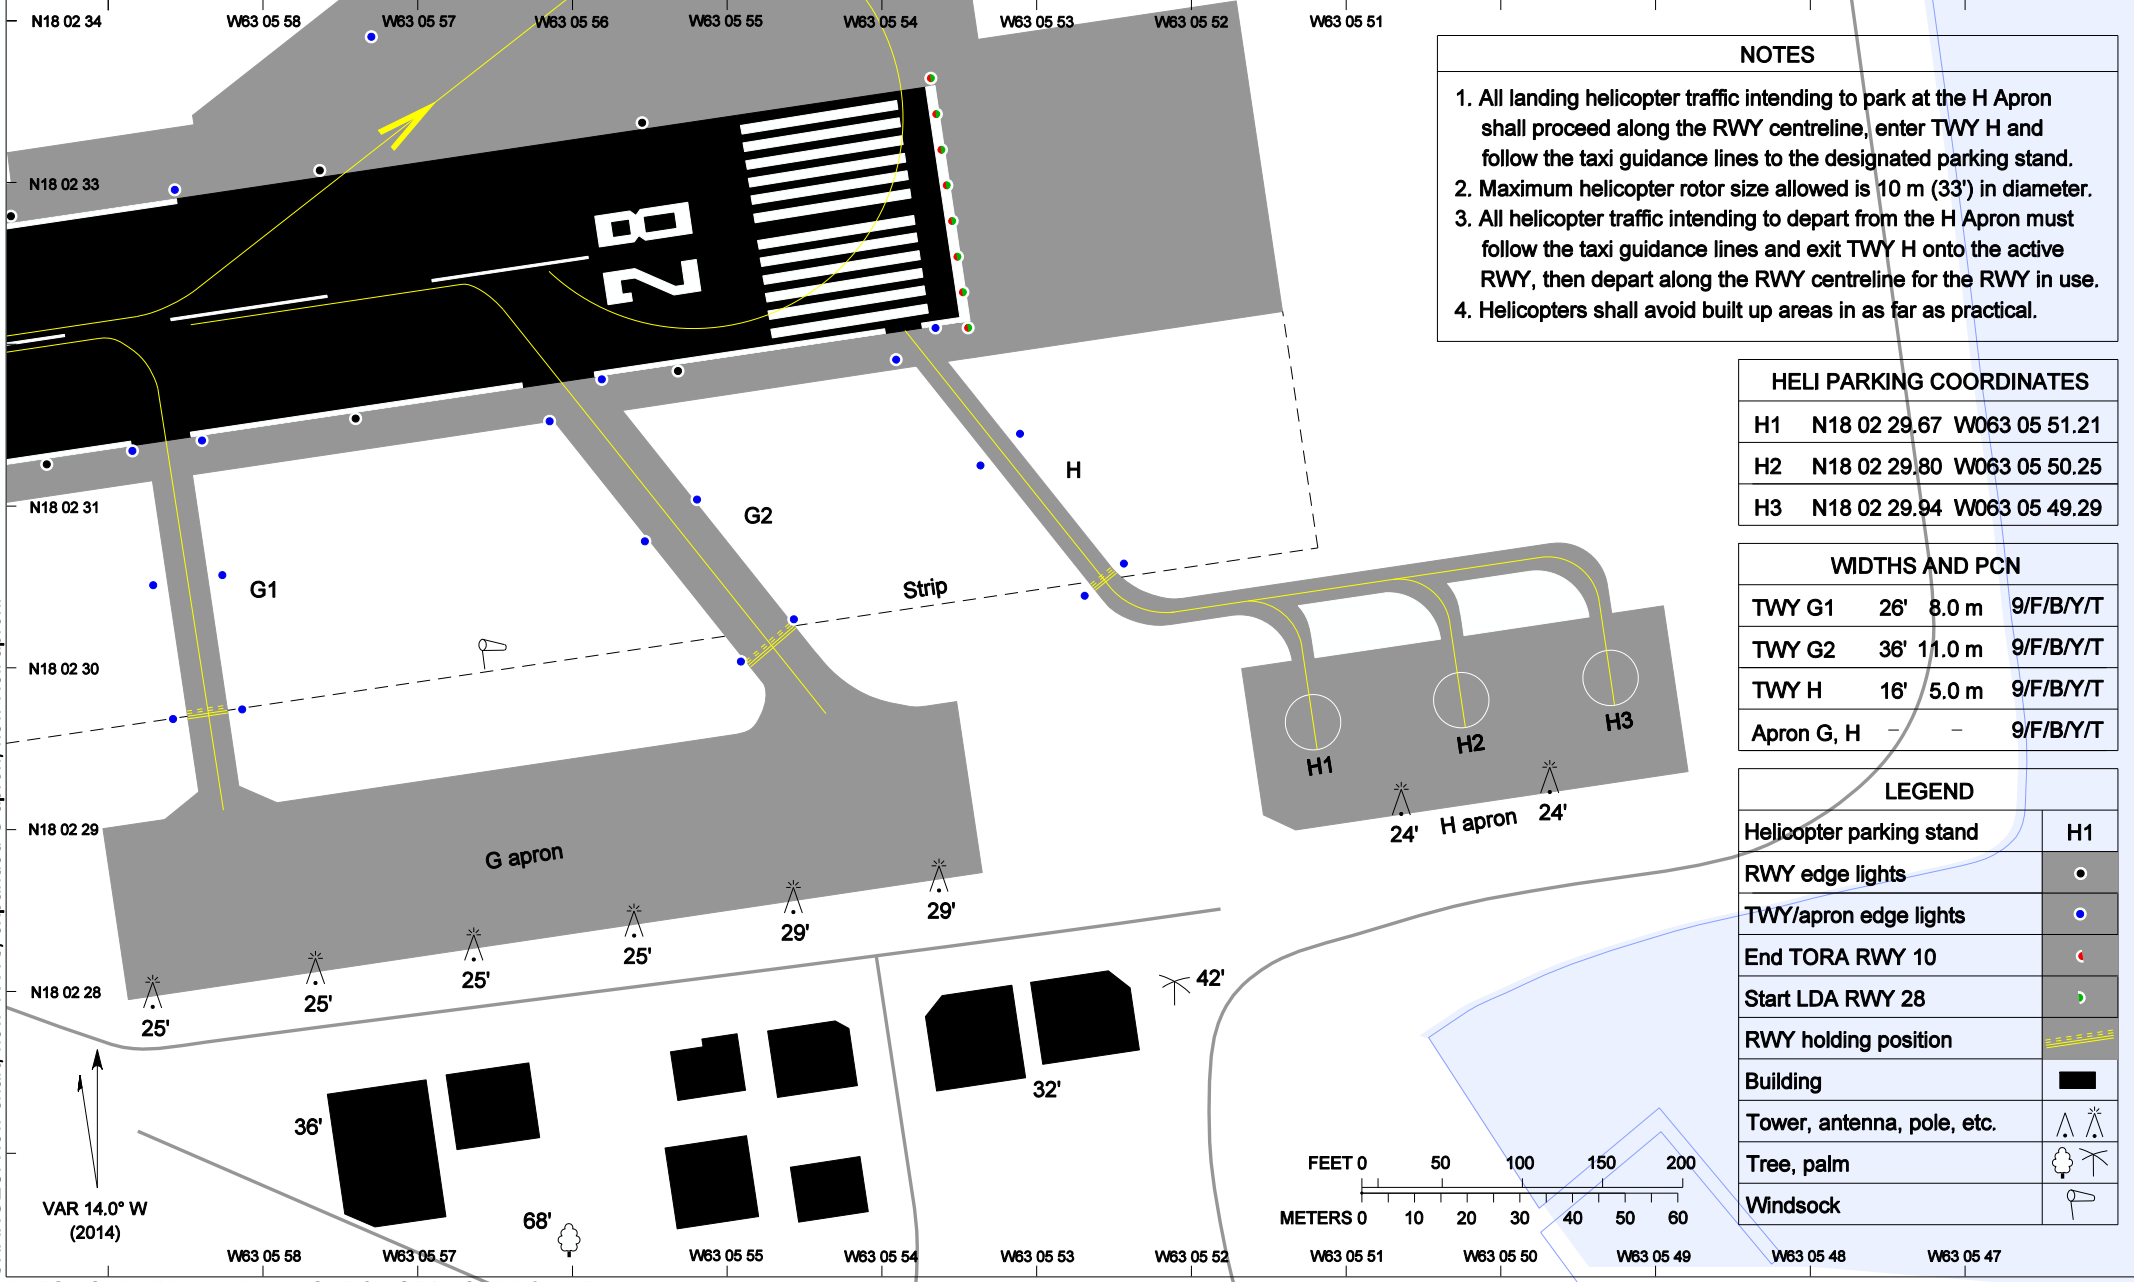 N18 02 34
W63 05 58
W63 05 57
W63 05 56
W63 05 55
W63 05 54
W63 05 53
W63 05 52
W63 05 51
NOTES
1. All landing helicopter traffic intending to park at the H Apron
shall proceed along the RWY centreline, enter TWY H and
follow the taxi guidance lines to the designated parking stand.
2. Maximum helicopter rotor size allowed is 10 m (33') in diameter.
3. All helicopter traffic intending to depart from the H Apron must
follow the taxi guidance lines and exit TWY H onto the active
RWY, then depart along the RWY centreline for the RWY in use.
4. Helicopters shall avoid built up areas in as far as practical.
N18 02 33
28
HELI PARKING COORDINATES
H1 N18 02 29.67 W063 05 51.21
H2 N18 02 29.80 W063 05 50.25
H3 N18 02 29.94 W063 05 49.29
H
N18 02 31
G2
G1
Strip
WIDTHS AND PCN
TWY G1 26' 8.0 m 9/F/B/Y/T
TWY G2 36' 11.0 m 9/F/B/Y/T
TWY H 16' 5.0 m 9/F/B/Y/T
Apron G, H – – 9/F/B/Y/T
N18 02 30
H1
H2
H3
N18 02 29
G apron
24'
H apron
24'
LEGEND
Helicopter parking stand H1
RWY edge lights
TWY/apron edge lights
End TORA RWY 10
Start LDA RWY 28
RWY holding position
Building
Tower, antenna, pole, etc.
Tree, palm
Windsock
N18 02 28
25'
25'
25'
25'
29'
29'
42'
32'
36'
68'
VAR 14.0° W
(2014)
FEET 0 50 100 150 200
METERS 0 10 20 30 40 50 60
W63 05 58
W63 05 57
W63 05 55
W63 05 54
W63 05 53
W63 05 52
W63 05 51
W63 05 50
W63 05 49
W63 05 48
W63 05 47